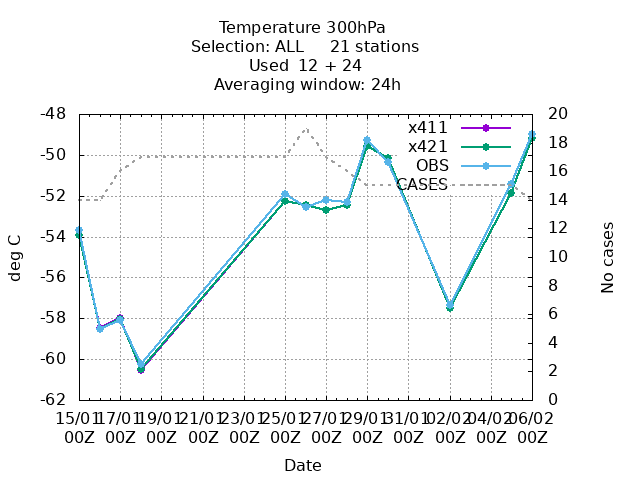 Temperature 300hPa
Selection: ALL     21 stations
Used  12 + 24
Averaging window: 24h
-48
-50
-52
-54
-56
-58
-60
-62
20
18
16
14
12
10
8
6
4
2
0
x411
x421
OBS
CASES
deg C
No cases
15/01 17/01 19/01 21/01 23/01 25/01 27/01 29/01 31/01 02/02 04/02 06/02
00Z 00Z 00Z 00Z 00Z 00Z 00Z 00Z 00Z 00Z 00Z 00Z
Date